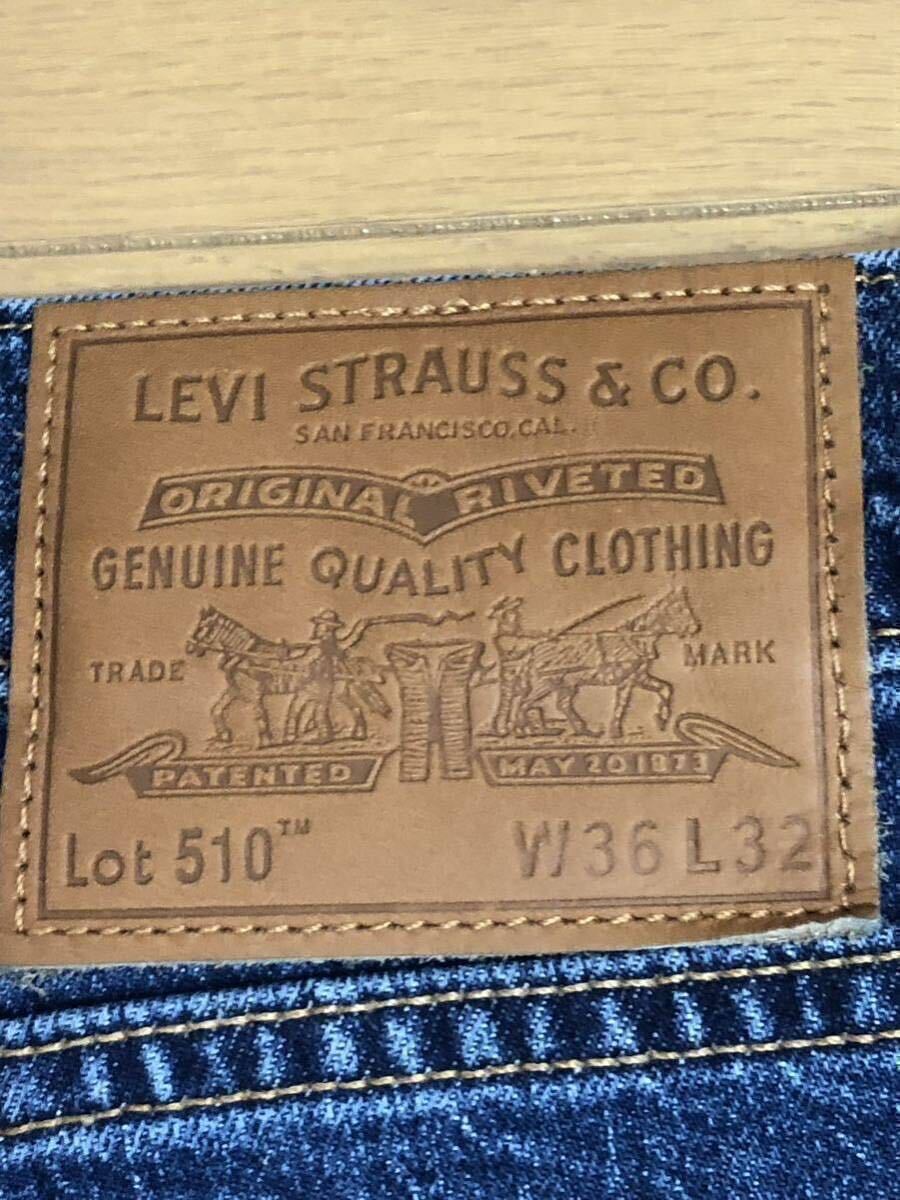 LEVI STRAUSS & CO.
SAN FRANCISCO, CAL.
ORIGINAL RIVETED
GENUINE QUALITY CLOTHING
TRADE MARK
PATENTED MAY 20 1873
Lot 510™ W36 L32